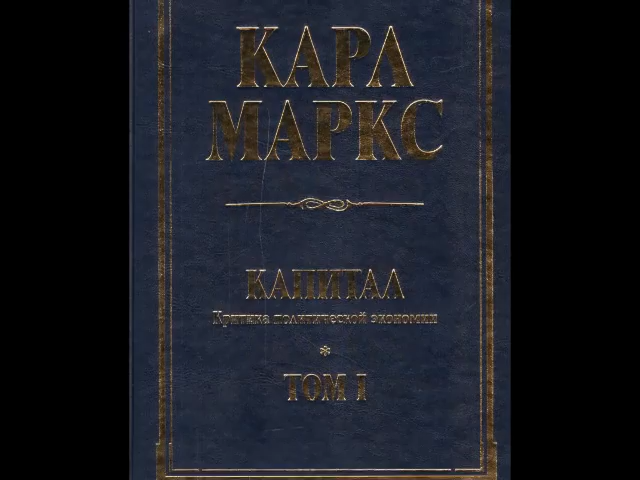 КАРЛ
МАРКС
КАПИТАЛ
Критика политической экономии
*
ТОМ I